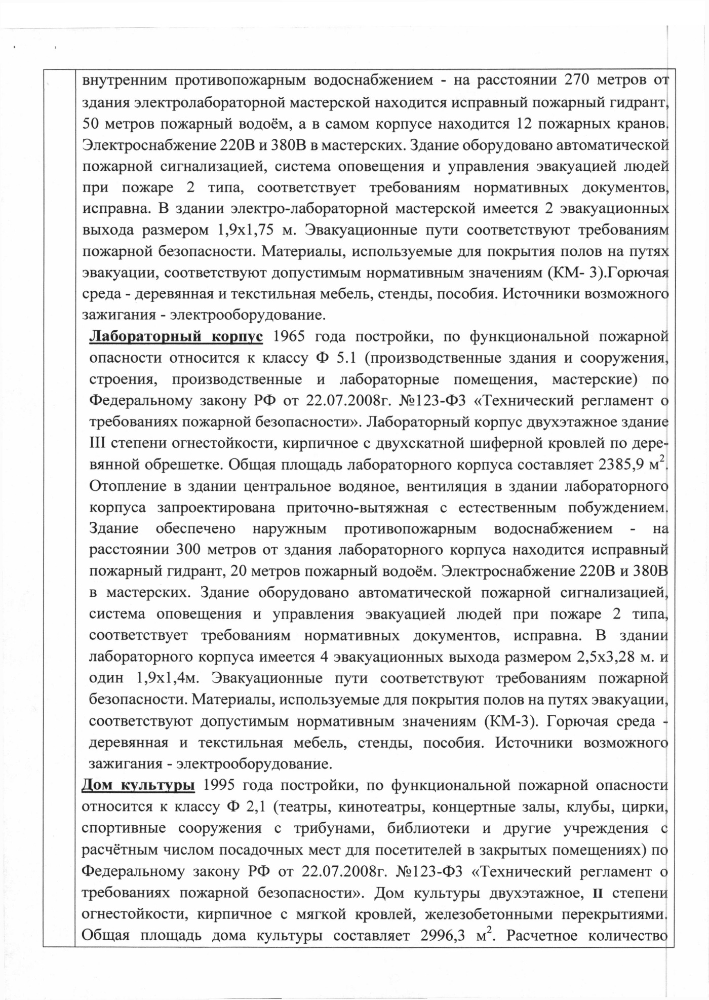 внутренним противопожарным водоснабжением - на расстоянии 270 метров от
здания электролабораторной мастерской находится исправный пожарный гидрант,
50 метров пожарный водоём, а в самом корпусе находится 12 пожарных кранов.
Электроснабжение 220В и 380В в мастерских. Здание оборудовано автоматической
пожарной сигнализацией, система оповещения и управления эвакуацией людей
при пожаре 2 типа, соответствует требованиям нормативных документов,
исправна. В здании электро-лабораторной мастерской имеется 2 эвакуационных
выхода размером 1,9х1,75 м. Эвакуационные пути соответствуют требованиям
пожарной безопасности. Материалы, используемые для покрытия полов на путях
эвакуации, соответствуют допустимым нормативным значениям (КМ- 3).Горючая
среда - деревянная и текстильная мебель, стенды, пособия. Источники возможного
зажигания - электрооборудование.
Лабораторный корпус 1965 года постройки, по функциональной пожарной
опасности относится к классу Ф 5.1 (производственные здания и сооружения,
строения, производственные и лабораторные помещения, мастерские) по
Федеральному закону РФ от 22.07.2008г. №123-ФЗ «Технический регламент о
требованиях пожарной безопасности». Лабораторный корпус двухэтажное здание
III степени огнестойкости, кирпичное с двухскатной шиферной кровлей по дере-
вянной обрешетке. Общая площадь лабораторного корпуса составляет 2385,9 м².
Отопление в здании центральное водяное, вентиляция в здании лабораторного
корпуса запроектирована приточно-вытяжная с естественным побуждением.
Здание обеспечено наружным противопожарным водоснабжением - на
расстоянии 300 метров от здания лабораторного корпуса находится исправный
пожарный гидрант, 20 метров пожарный водоём. Электроснабжение 220В и 380В
в мастерских. Здание оборудовано автоматической пожарной сигнализацией,
система оповещения и управления эвакуацией людей при пожаре 2 типа,
соответствует требованиям нормативных документов, исправна. В здании
лабораторного корпуса имеется 4 эвакуационных выхода размером 2,5х3,28 м. и
один 1,9х1,4м. Эвакуационные пути соответствуют требованиям пожарной
безопасности. Материалы, используемые для покрытия полов на путях эвакуации,
соответствуют допустимым нормативным значениям (КМ-3). Горючая среда -
деревянная и текстильная мебель, стенды, пособия. Источники возможного
зажигания - электрооборудование.
Дом культуры 1995 года постройки, по функциональной пожарной опасности
относится к классу Ф 2,1 (театры, кинотеатры, концертные залы, клубы, цирки,
спортивные сооружения с трибунами, библиотеки и другие учреждения с
расчётным числом посадочных мест для посетителей в закрытых помещениях) по
Федеральному закону РФ от 22.07.2008г. №123-ФЗ «Технический регламент о
требованиях пожарной безопасности». Дом культуры двухэтажное, II степени
огнестойкости, кирпичное с мягкой кровлей, железобетонными перекрытиями.
Общая площадь дома культуры составляет 2996,3 м². Расчетное количество